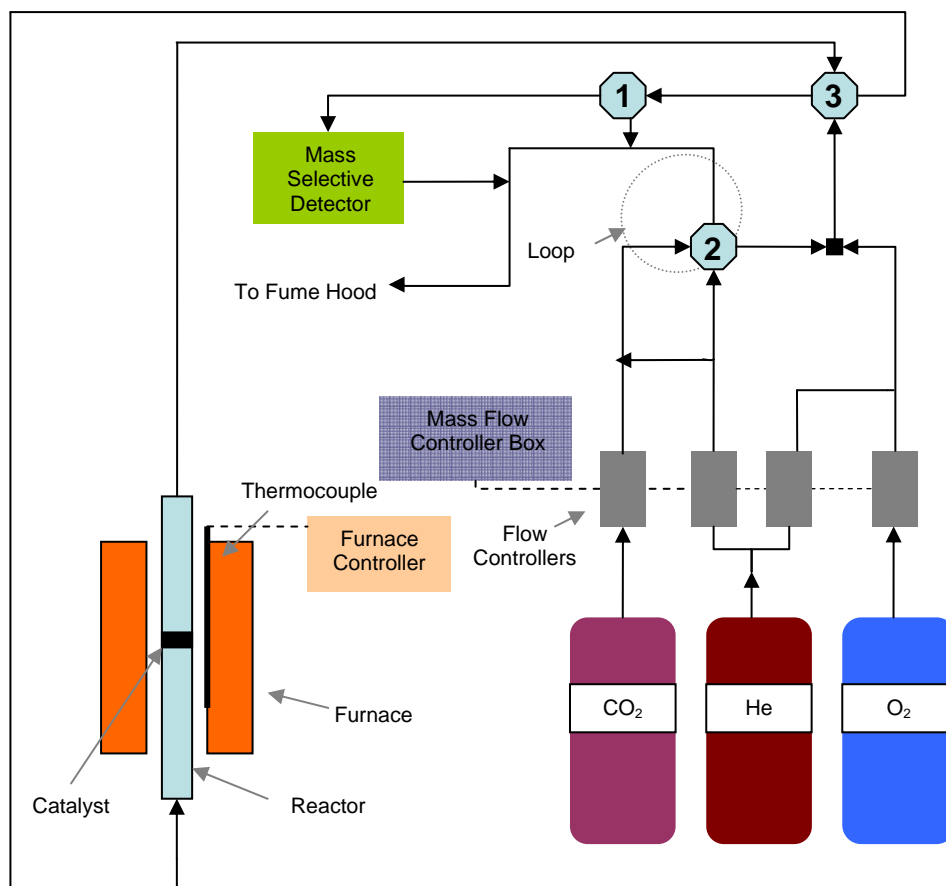 1
3
Mass
Selective
Detector
2
Loop
To Fume Hood
Mass Flow
Controller Box
Thermocouple
Flow
Controllers
Furnace
Controller
CO₂
He
O₂
Furnace
Catalyst
Reactor